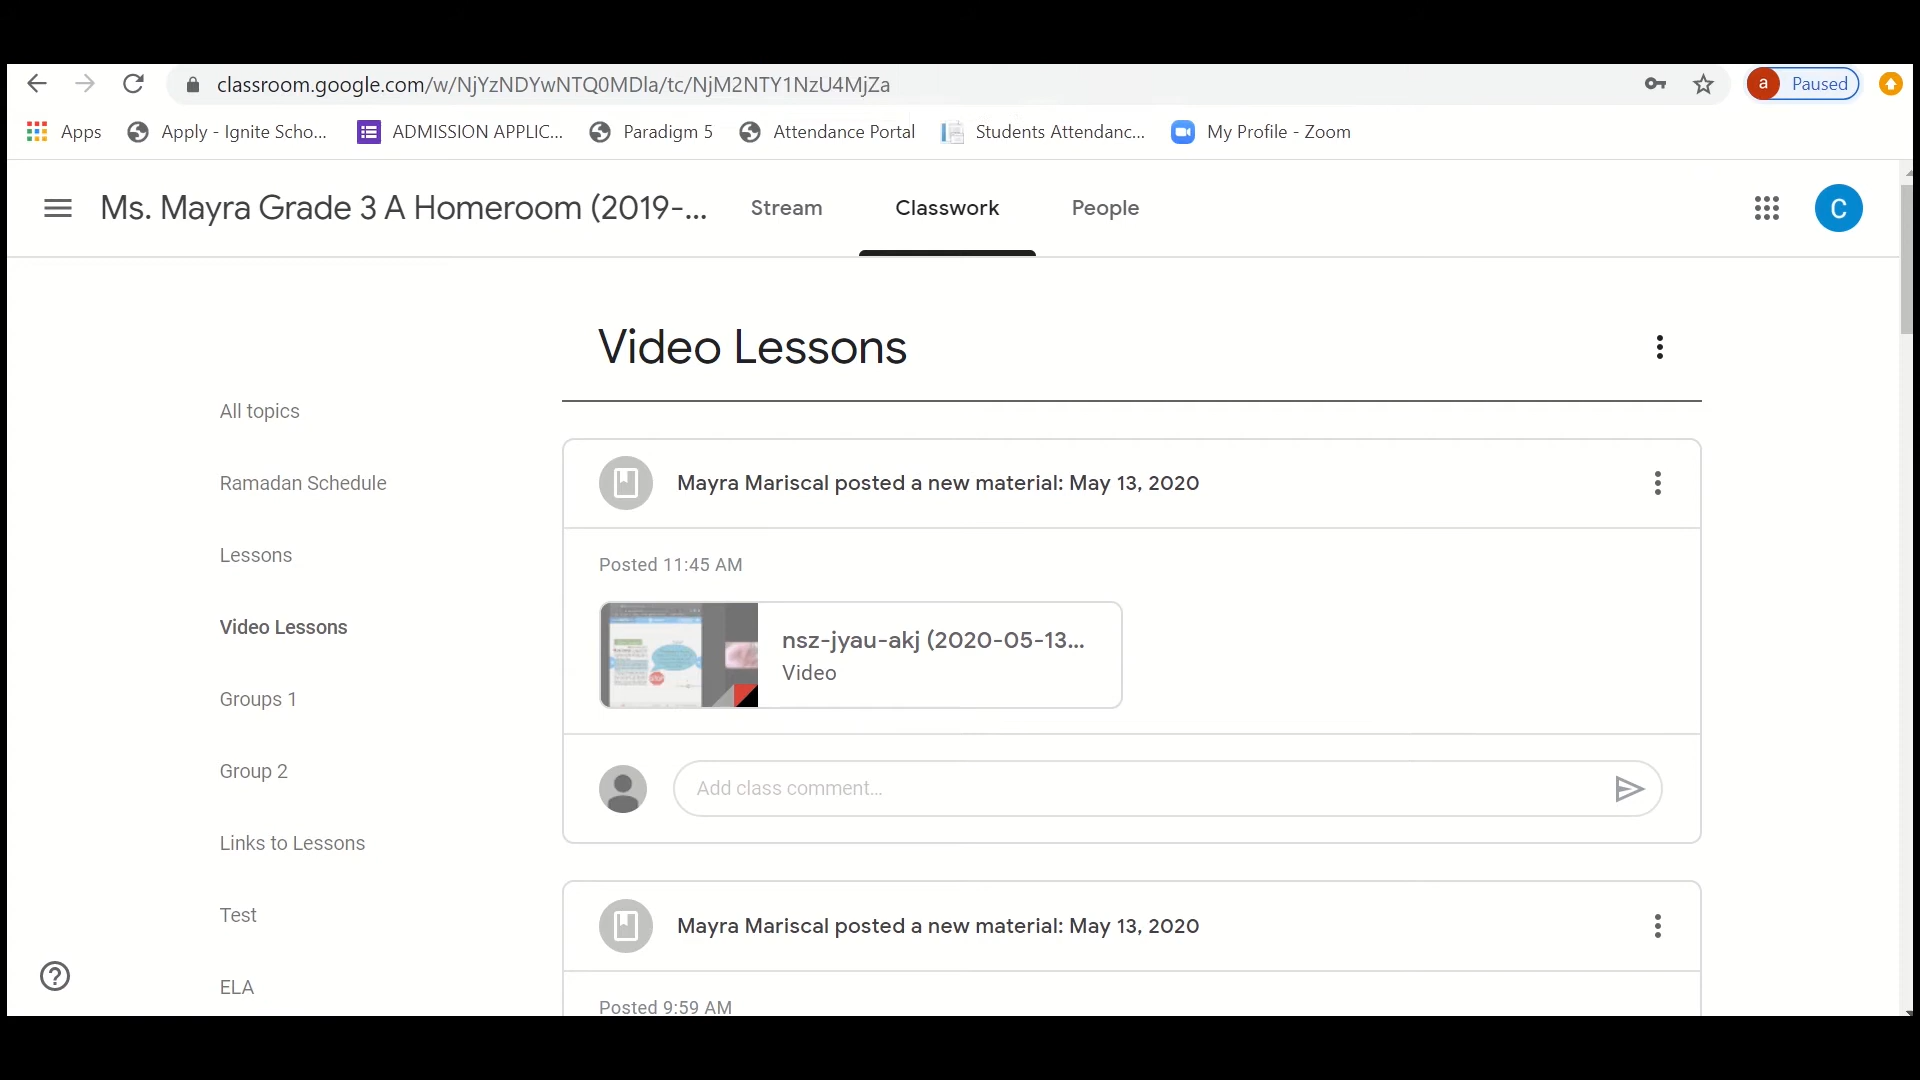 classroom.google.com/w/NjYzNDYwNTQ0MDla/tc/NjM2NTY1NzU4MjZa
a Paused
Apps Apply - Ignite Scho... ADMISSION APPLIC... Paradigm 5 Attendance Portal Students Attendanc... My Profile - Zoom
Ms. Mayra Grade 3 A Homeroom (2019-... Stream Classwork People C
Video Lessons
All topics
Ramadan Schedule
Lessons
Video Lessons
Groups 1
Group 2
Links to Lessons
Test
ELA
Mayra Mariscal posted a new material: May 13, 2020
Posted 11:45 AM
nsz-jyau-akj (2020-05-13...
Video
Add class comment...
Mayra Mariscal posted a new material: May 13, 2020
Posted 9:59 AM